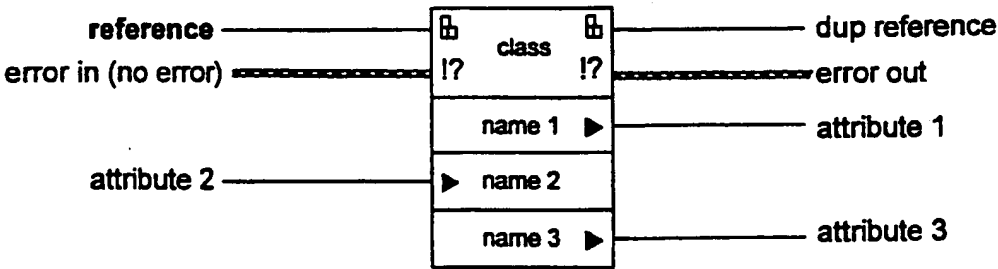 reference
class
dup reference
error in (no error)
!?
!?
error out
name 1
attribute 1
attribute 2
name 2
name 3
attribute 3